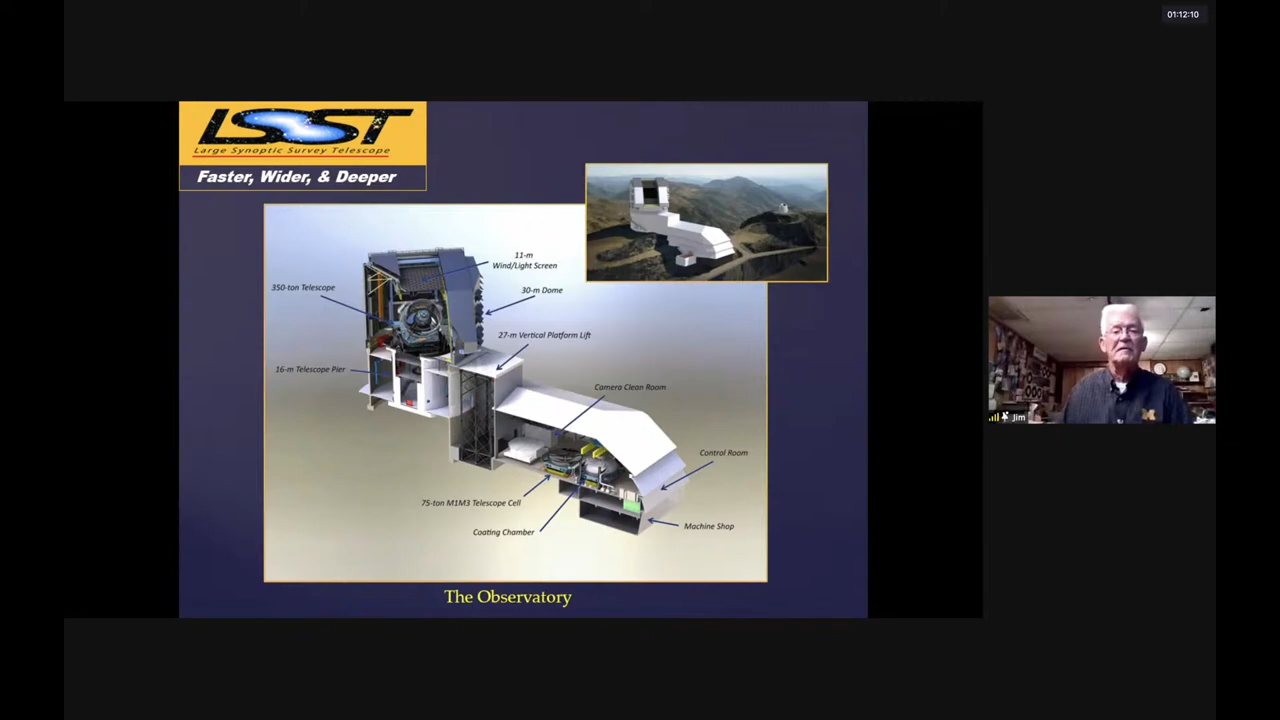 01:12:10
LSST
Large Synoptic Survey Telescope
Faster, Wider, & Deeper
11-m
Wind/Light Screen
350-ton Telescope
30-m Dome
27-m Vertical Platform Lift
16-m Telescope Pier
Camera Clean Room
Control Room
75-ton M1M3 Telescope Cell
Coating Chamber
Machine Shop
The Observatory
Jim